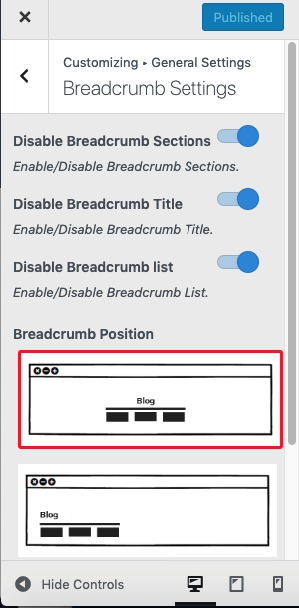 Published
Customizing ▸ General Settings
Breadcrumb Settings
Disable Breadcrumb Sections
Enable/Disable Breadcrumb Sections.
Disable Breadcrumb Title
Enable/Disable Breadcrumb Title.
Disable Breadcrumb list
Enable/Disable Breadcrumb List.
Breadcrumb Position
Blog
Blog
Hide Controls